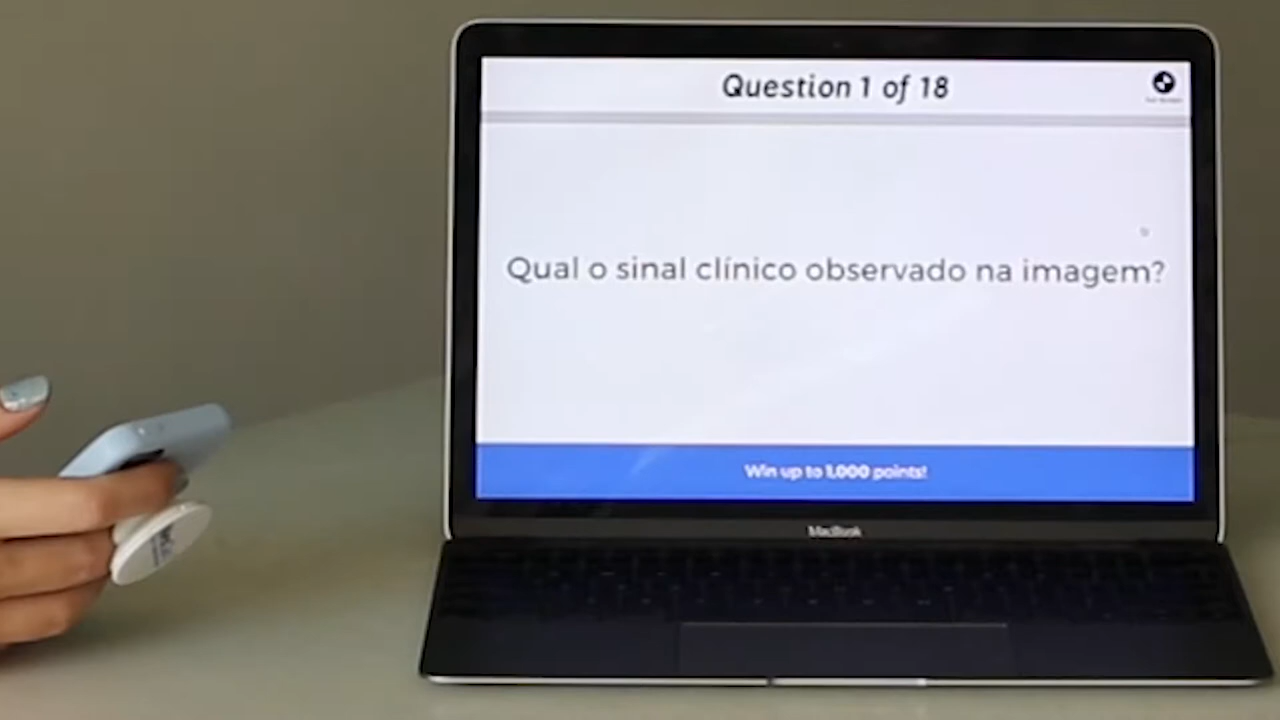 Question 1 of 18
Qual o sinal clínico observado na imagem?
Win up to 1,000 points!
MacBook